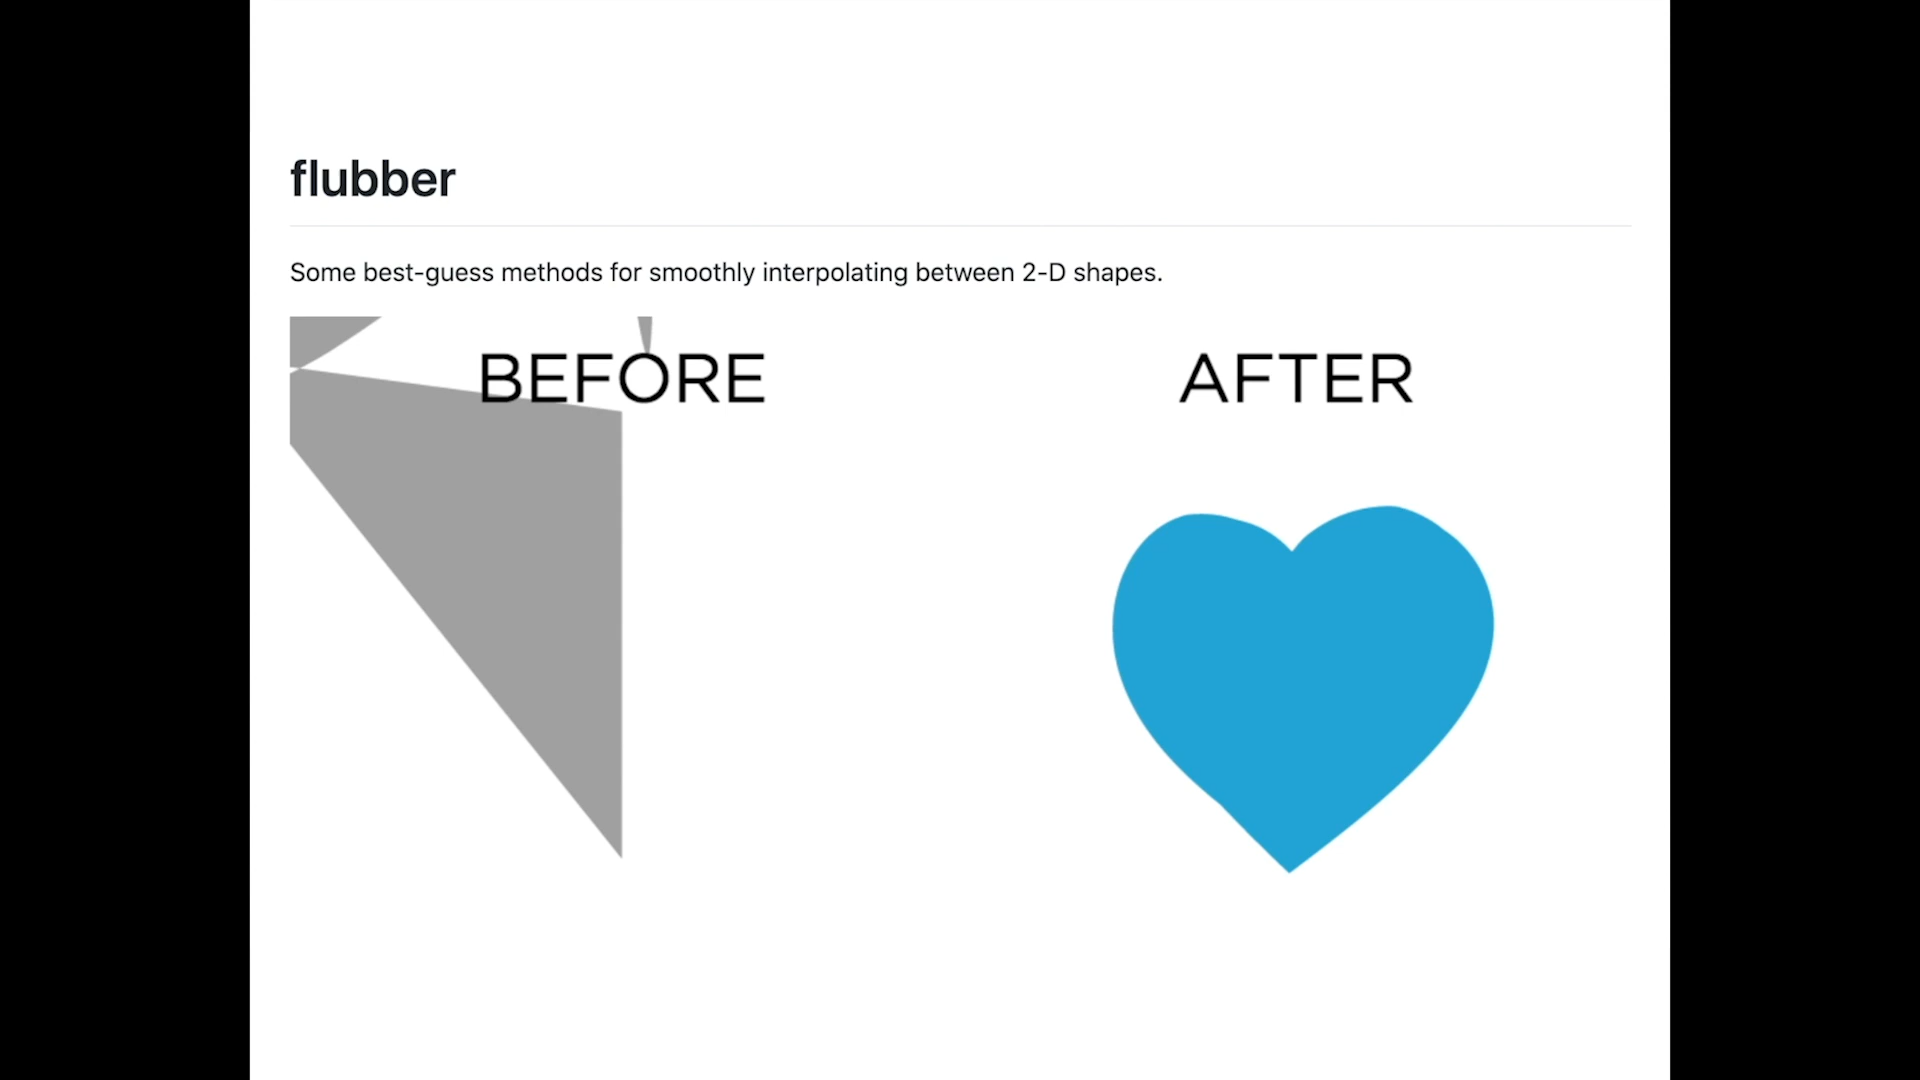 flubber
Some best-guess methods for smoothly interpolating between 2-D shapes.
BEFORE
AFTER